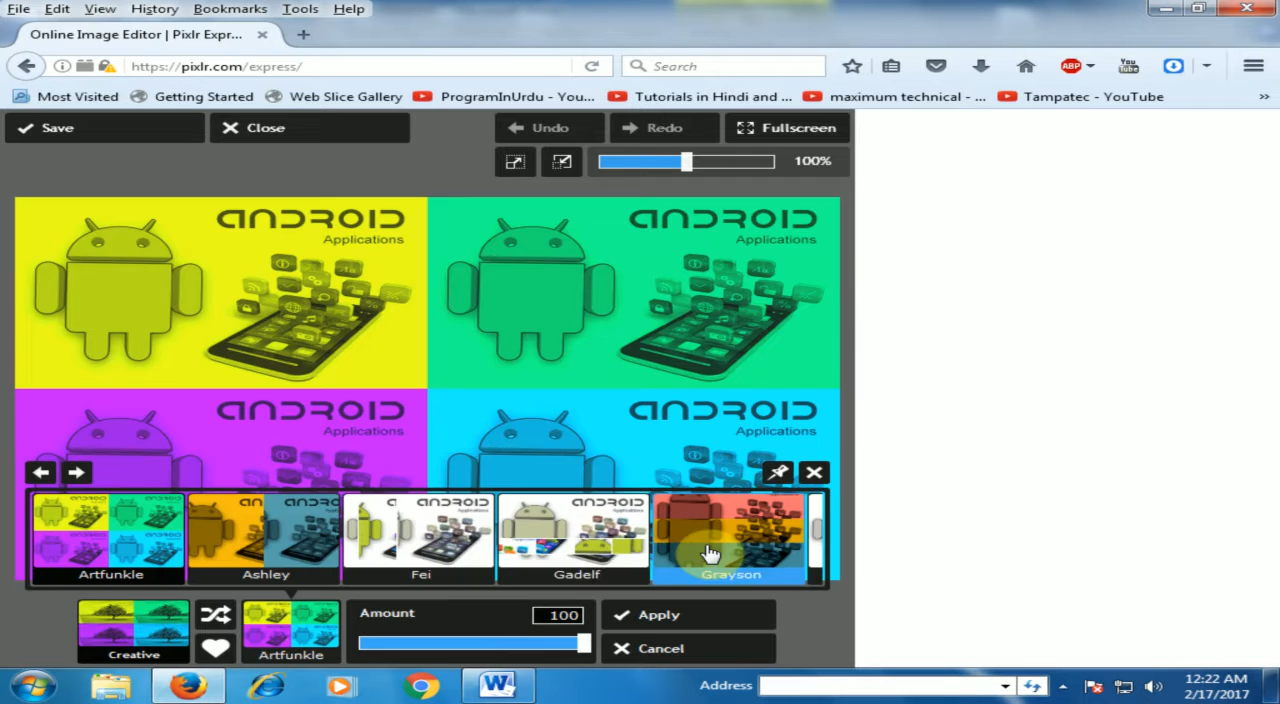 File Edit View History Bookmarks Tools Help
Online Image Editor | Pixlr Expr...
https://pixlr.com/express/
Search
ABP
You Tube
Most Visited Getting Started Web Slice Gallery ProgramInUrdu - You... Tutorials in Hindi and ... maximum technical - ... Tampatec - YouTube »
Save Close Undo Redo Fullscreen
100%
ANDROID ANDROID
Applications Applications
ANDROID ANDROID
Applications Applications
Artfunkle Ashley Fei Gadelf Grayson
Amount 100 Apply
Creative Artfunkle Cancel
Address
12:22 AM
2/17/2017